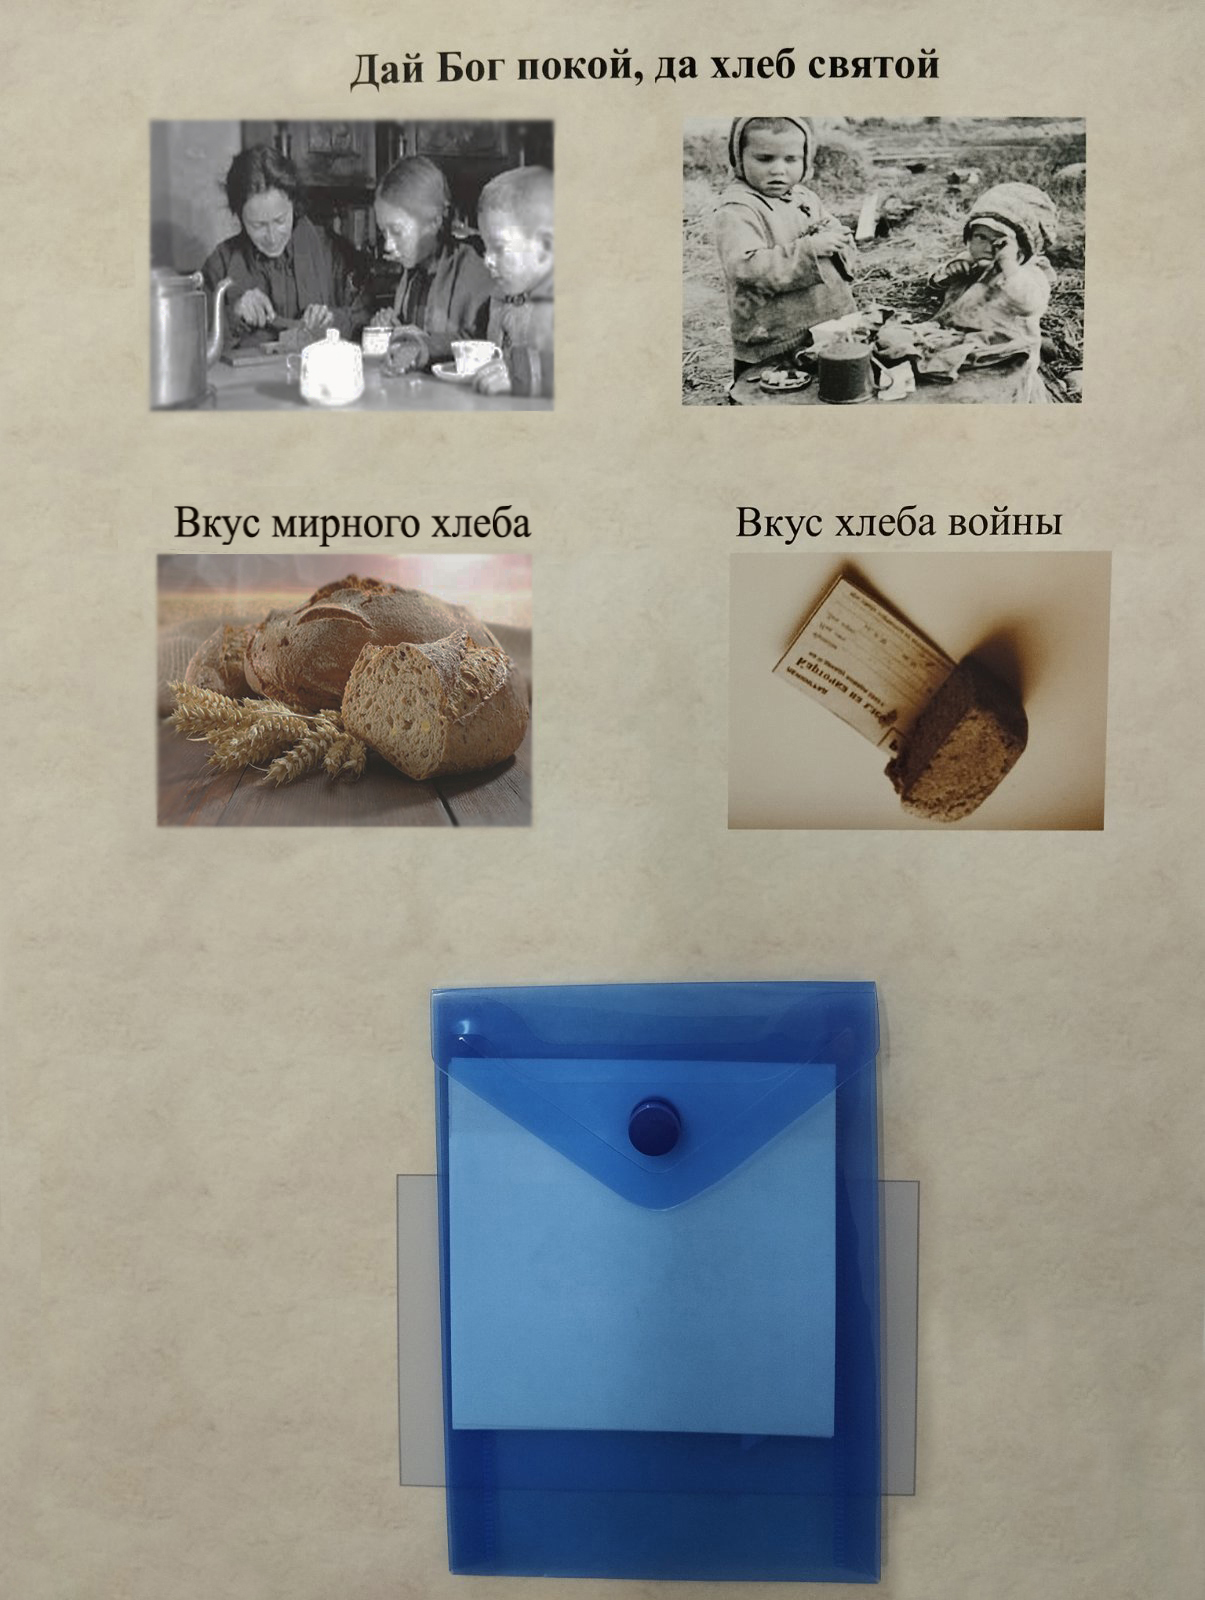 Дай Бог покой, да хлеб святой
Вкус мирного хлеба
Вкус хлеба войны